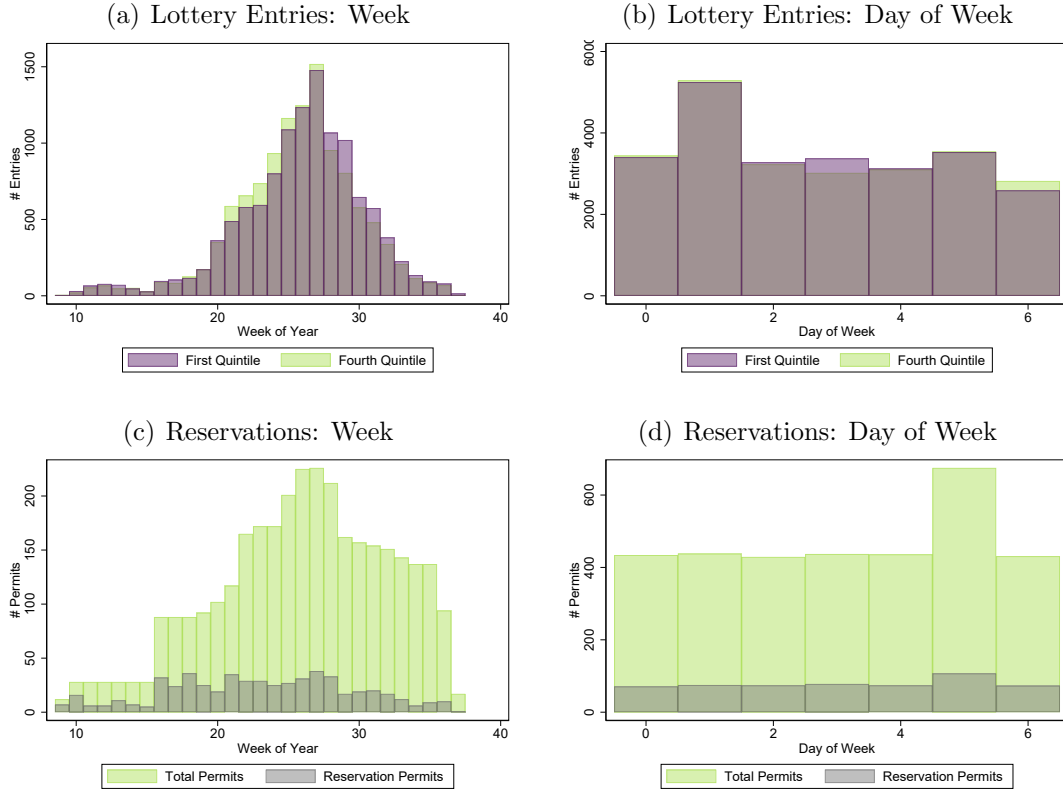 (a) Lottery Entries: Week
(b) Lottery Entries: Day of Week
# Entries
0
500
1000
1500
10
20
30
40
Week of Year
First Quintile
Fourth Quintile
# Entries
0
2000
4000
6000
0
2
4
6
Day of Week
First Quintile
Fourth Quintile
(c) Reservations: Week
(d) Reservations: Day of Week
# Permits
0
50
100
150
200
10
20
30
40
Week of Year
Total Permits
Reservation Permits
# Permits
0
200
400
600
0
2
4
6
Day of Week
Total Permits
Reservation Permits